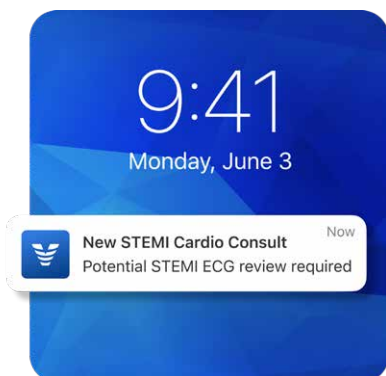 9:41
Monday, June 3
Now
New STEMI Cardio Consult
Potential STEMI ECG review required